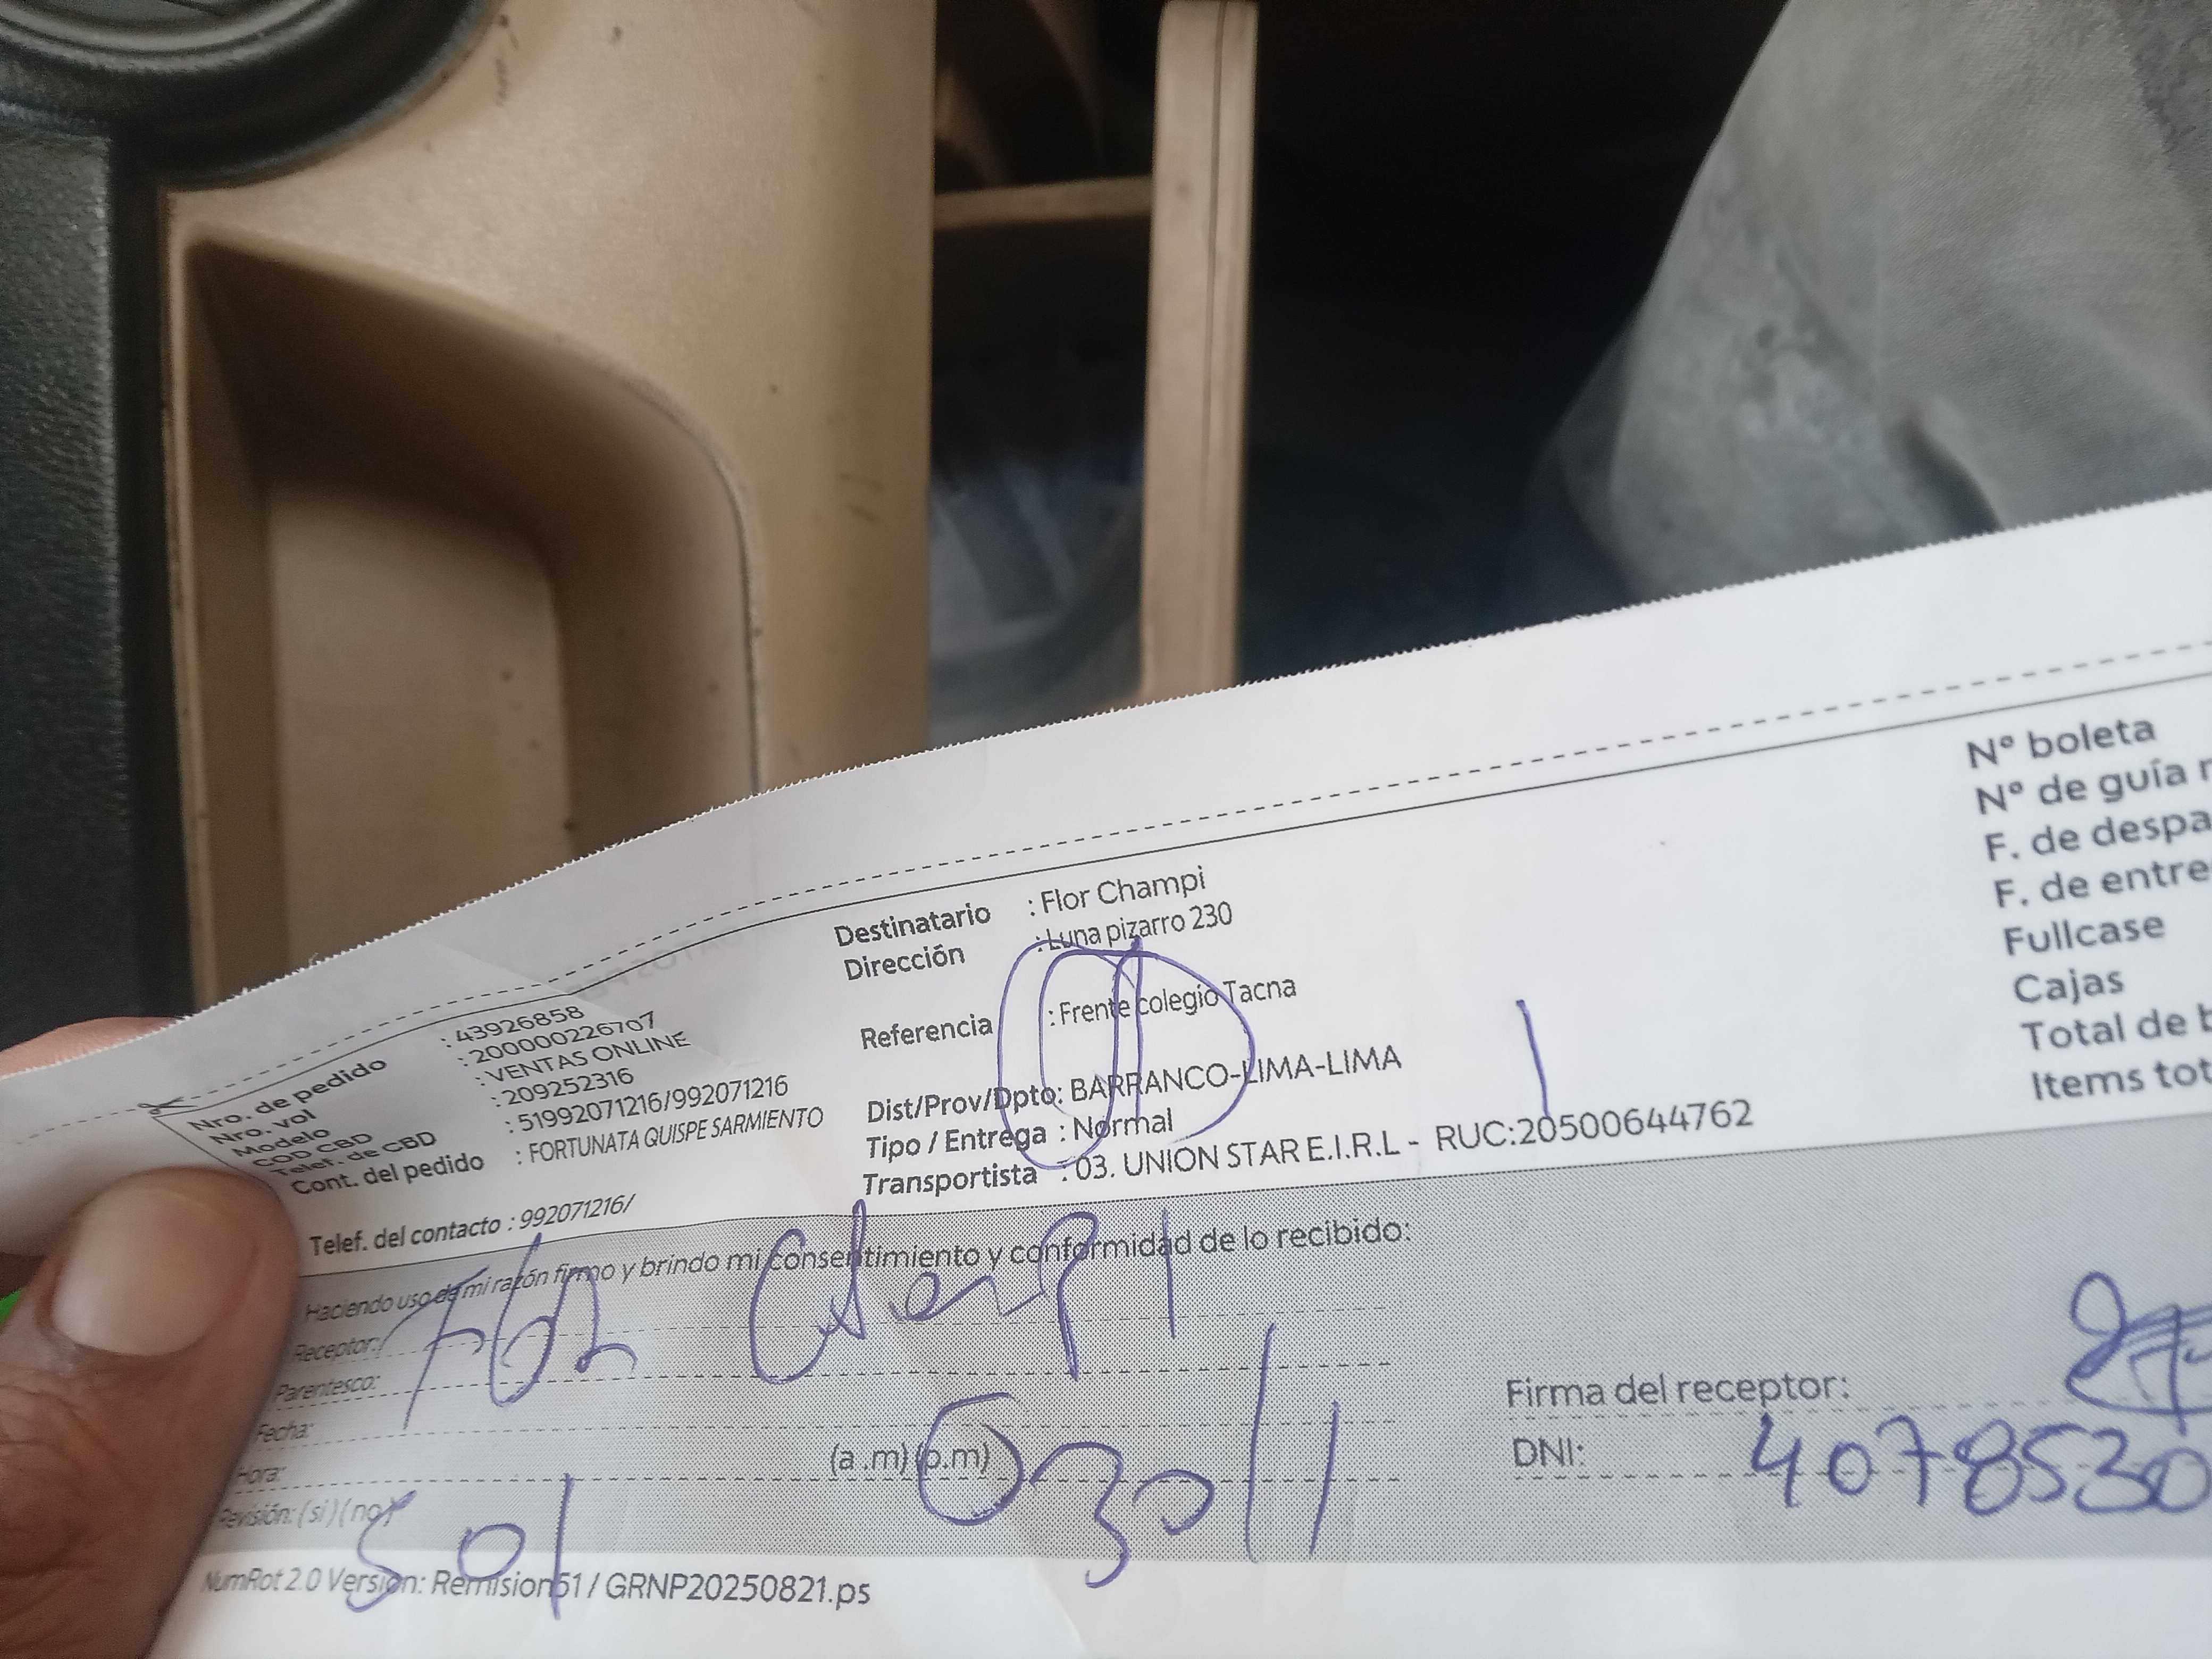 Nro. de pedido : 43926858
Nro. vol : 200000226707
Modelo : VENTAS ONLINE
COD CBD : 209252316
Telef. de CBD : 51992071216/992071216
Cont. del pedido : FORTUNATA QUISPE SARMIENTO
Telef. del contacto : 992071216/
Destinatario : Flor Champi
Dirección : Luna pizarro 230
Referencia : Frente colegio Tacna
Dist/Prov/Dpto: BARRANCO-LIMA-LIMA
Tipo / Entrega : Normal
Transportista : 03. UNION STAR E.I.R.L - RUC:20500644762
N° boleta
N° de guía r
F. de despa
F. de entre
Fullcase
Cajas
Total de b
Items tot
Haciendo uso de mi razón firmo y brindo mi consentimiento y conformidad de lo recibido:
Receptor:
Parentesco:
Fecha:
Hora: (a .m) (p.m)
Revisión: (si) (no)
Firma del receptor:
DNI: 4078530
NumRot 2.0 Version: Remision51 / GRNP20250821.ps